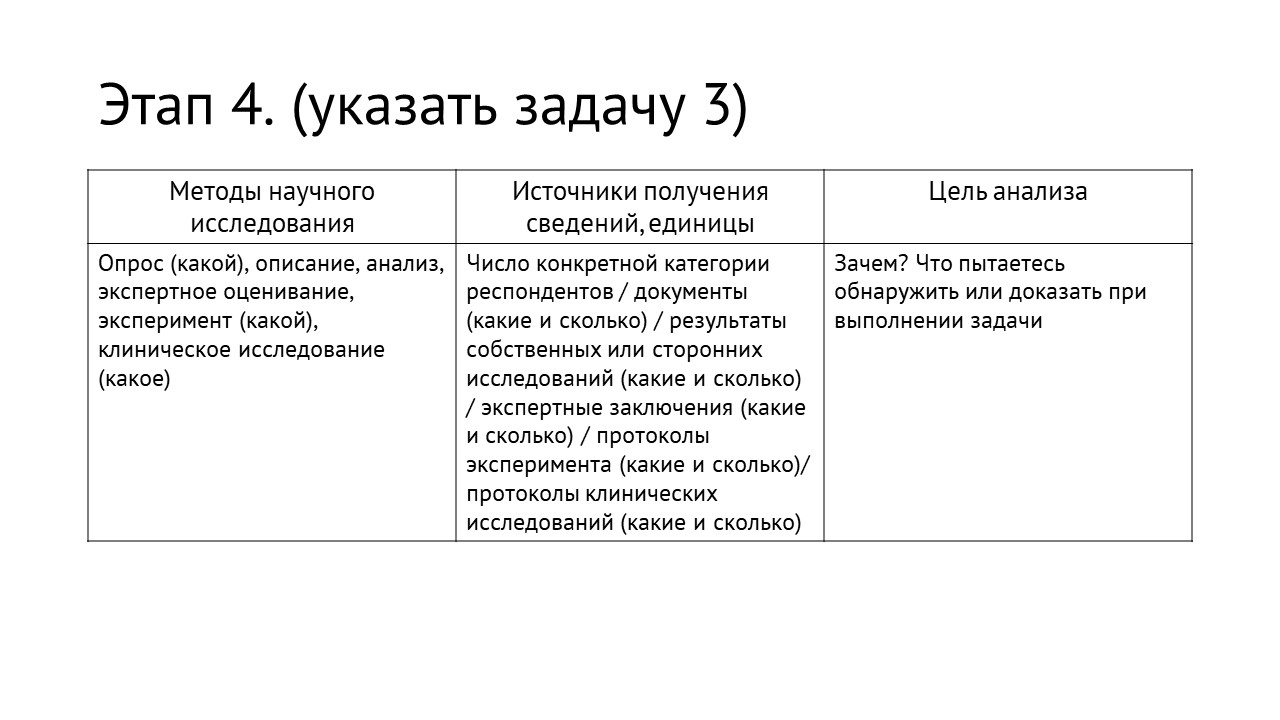 Этап 4. (указать задачу 3)
Методы научного
исследования
Источники получения
сведений, единицы
Цель анализа
Опрос (какой), описание, анализ,
экспертное оценивание,
эксперимент (какой),
клиническое исследование
(какое)
Число конкретной категории
респондентов / документы
(какие и сколько) / результаты
собственных или сторонних
исследований (какие и сколько)
/ экспертные заключения (какие
и сколько) / протоколы
эксперимента (какие и сколько)/
протоколы клинических
исследований (какие и сколько)
Зачем? Что пытаетесь
обнаружить или доказать при
выполнении задачи